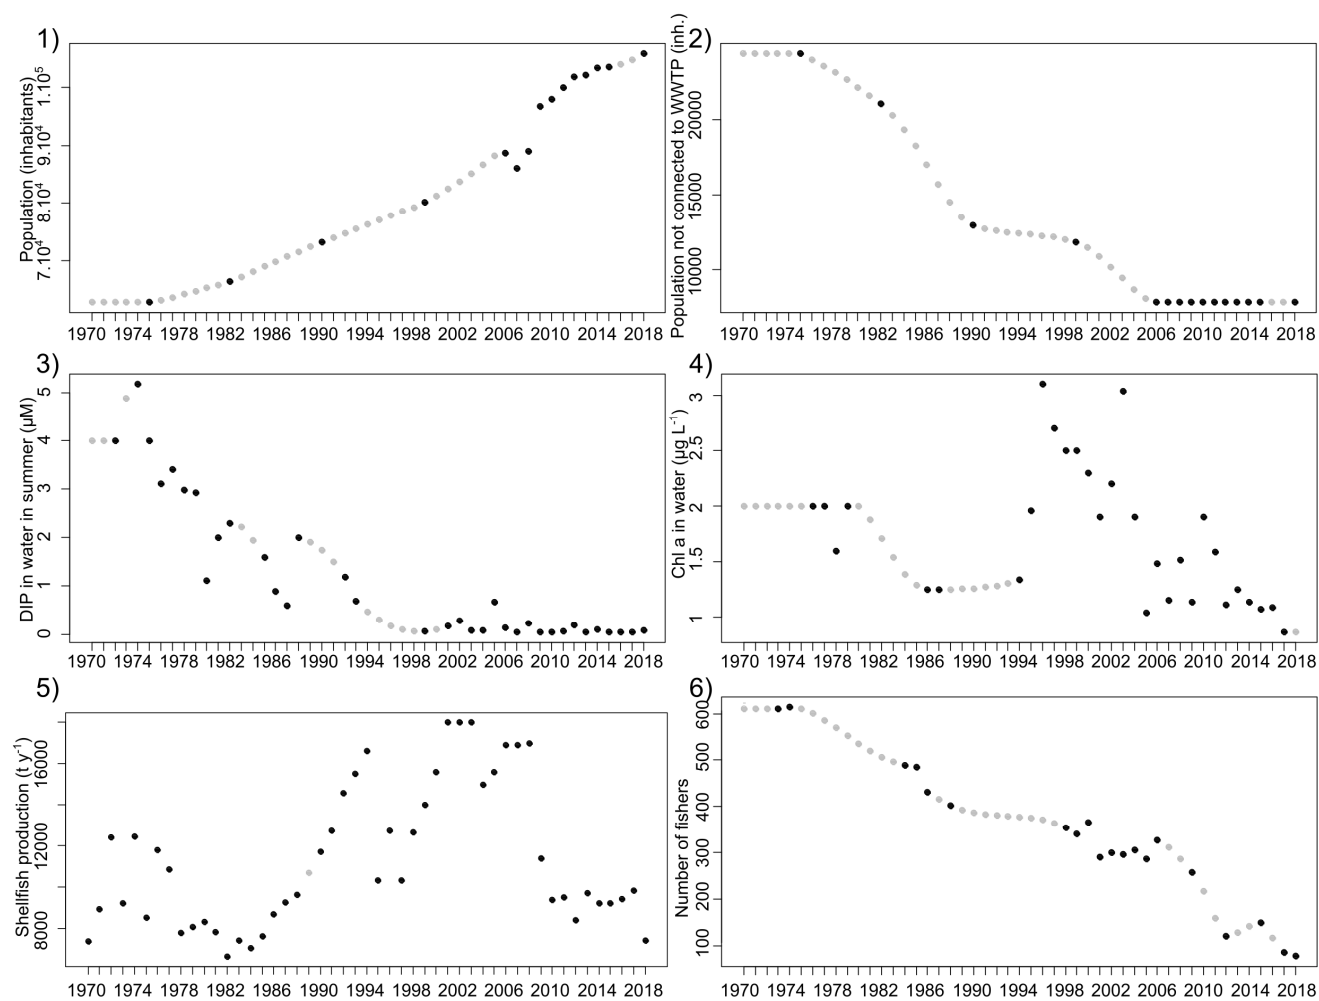 1)
Population (inhabitants)
1.10⁵
9.10⁴
8.10⁴
7.10⁴
1970 1974 1978 1982 1986 1990 1994 1998 2002 2006 2010 2014 2018
2)
Population not connected to WWTP (inh.)
20000
15000
10000
1970 1974 1978 1982 1986 1990 1994 1998 2002 2006 2010 2014 2018
3)
DIP in water in summer (µM)
5
4
3
2
1
0
1970 1974 1978 1982 1986 1990 1994 1998 2002 2006 2010 2014 2018
4)
Chl a in water (µg L⁻¹)
3
2.5
2
1.5
1
1970 1974 1978 1982 1986 1990 1994 1998 2002 2006 2010 2014 2018
5)
Shellfish production (t y⁻¹)
16000
12000
8000
1970 1974 1978 1982 1986 1990 1994 1998 2002 2006 2010 2014 2018
6)
Number of fishers
600
500
400
300
200
100
1970 1974 1978 1982 1986 1990 1994 1998 2002 2006 2010 2014 2018